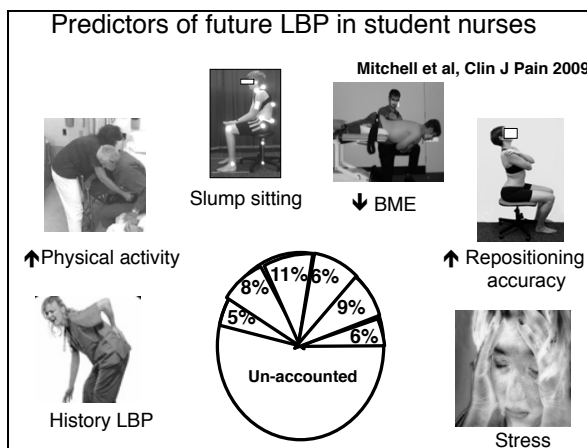 Predictors of future LBP in student nurses
Mitchell et al, Clin J Pain 2009
Slump sitting
↓ BME
↑Physical activity
↑ Repositioning
accuracy
5%
8%
11%
6%
9%
6%
Un-accounted
History LBP
Stress